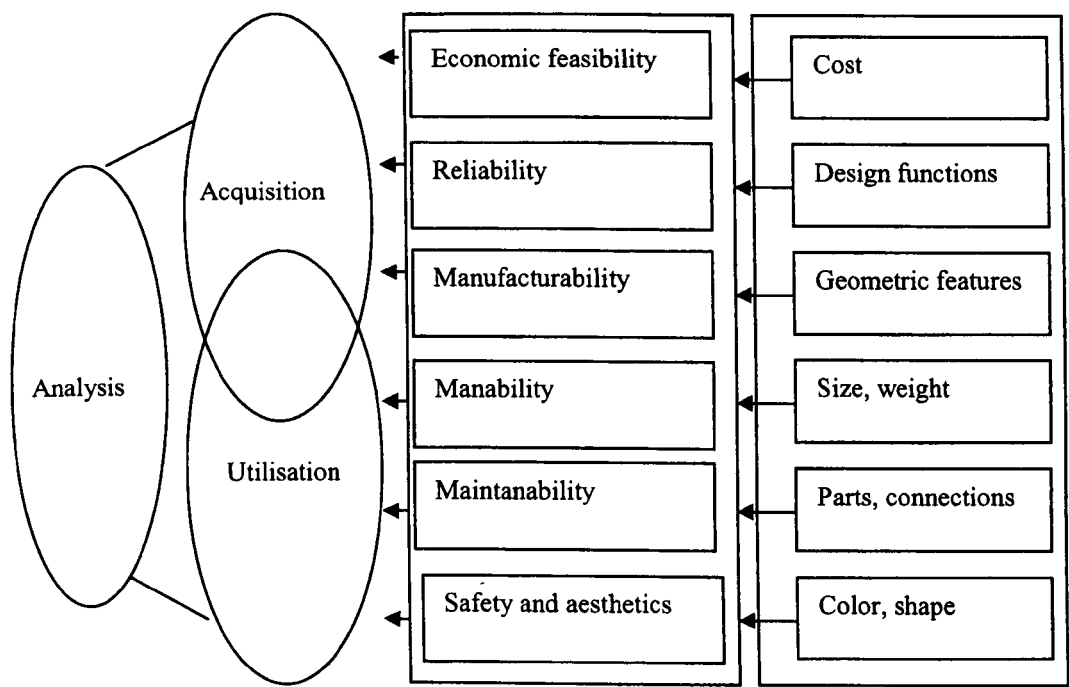 Economic feasibility
Cost
Reliability
Design functions
Acquisition
Manufacturability
Geometric features
Analysis
Manability
Size, weight
Utilisation
Maintanability
Parts, connections
Safety and aesthetics
Color, shape